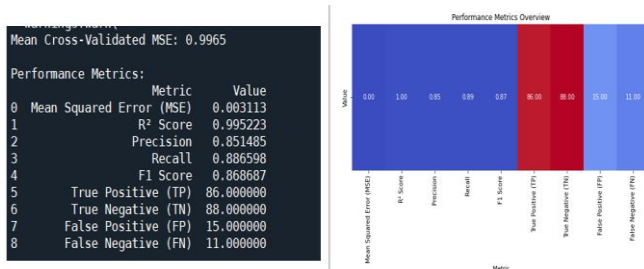 Mean Cross-Validated MSE: 0.9965
Performance Metrics:
Metric Value
0 Mean Squared Error (MSE) 0.003113
1 R² Score 0.995223
2 Precision 0.851485
3 Recall 0.886598
4 F1 Score 0.868687
5 True Positive (TP) 86.000000
6 True Negative (TN) 88.000000
7 False Positive (FP) 15.000000
8 False Negative (FN) 11.000000
Performance Metrics Overview
Value
0.00 1.00 0.85 0.89 0.87 86.00 88.00 15.00 11.00
Mean Squared Error (MSE)
R² Score
Precision
Recall
F1 Score
True Positive (TP)
True Negative (TN)
False Positive (FP)
False Negative (FN)
Metric